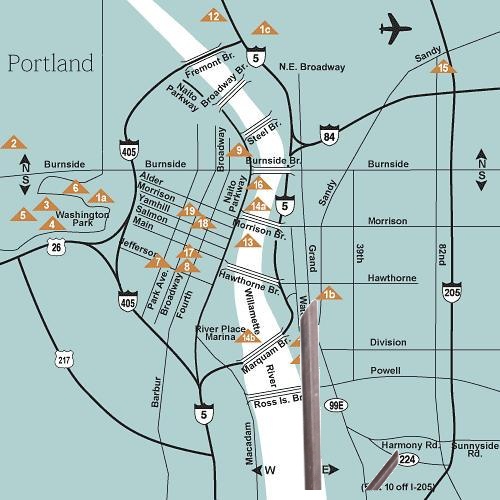 12
1c
Portland
5
Fremont Br.
Broadway Br.
N.E. Broadway
Sandy
15
Naito
Parkway
Steel Br.
84
2
405
Broadway
9
N
S
Burnside
Burnside
Burnside Br.
Burnside
N
S
Alder
Morrison
Yamhill
Salmon
Main
Jefferson
6
1a
3
5
4
Washington
Park
26
19
18
17
7
8
Naito
Parkway
16
14a
5
Sandy
Morrison Br.
Morrison
13
Grand
39th
82nd
Hawthorne Br.
Hawthorne
205
1b
405
Park Ave.
Broadway
Fourth
Willamette
River
River Place
Marina
14b
Marquam Br.
Division
Powell
217
Barbur
5
Ross Is. Br.
99E
Macadam
W
E
Harmony Rd.
224
Sunnyside
Rd.
10 off I-205)